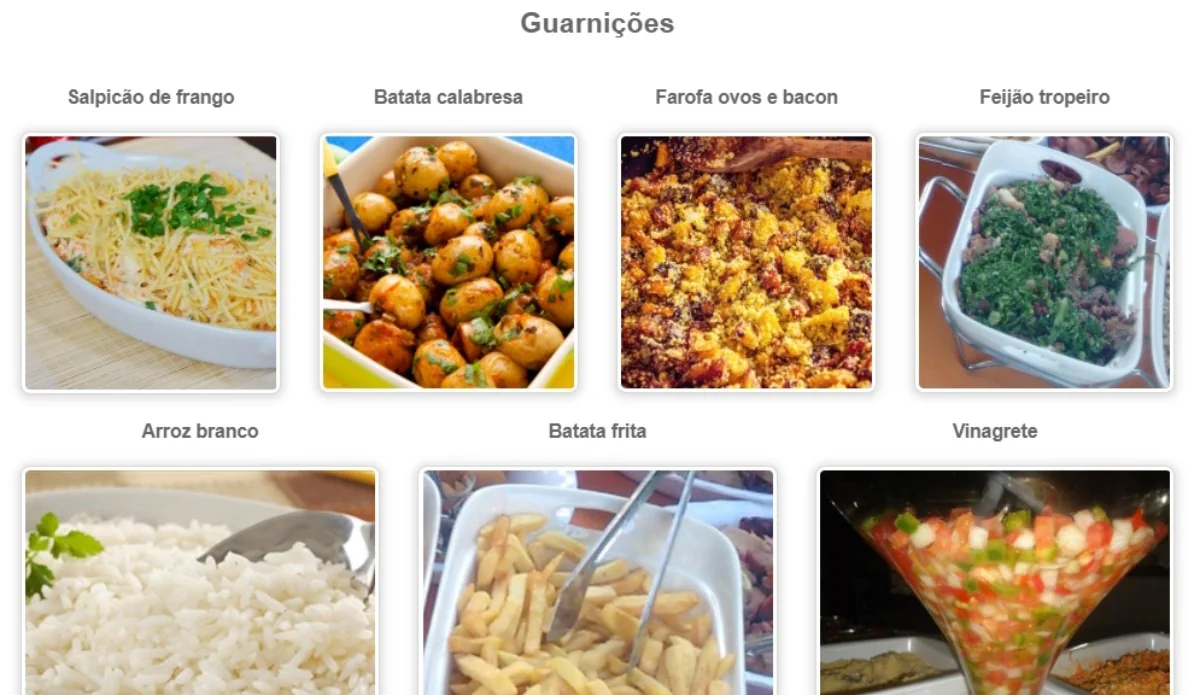 Guarnições
Salpicão de frango
Batata calabresa
Farofa ovos e bacon
Feijão tropeiro
Arroz branco
Batata frita
Vinagrete